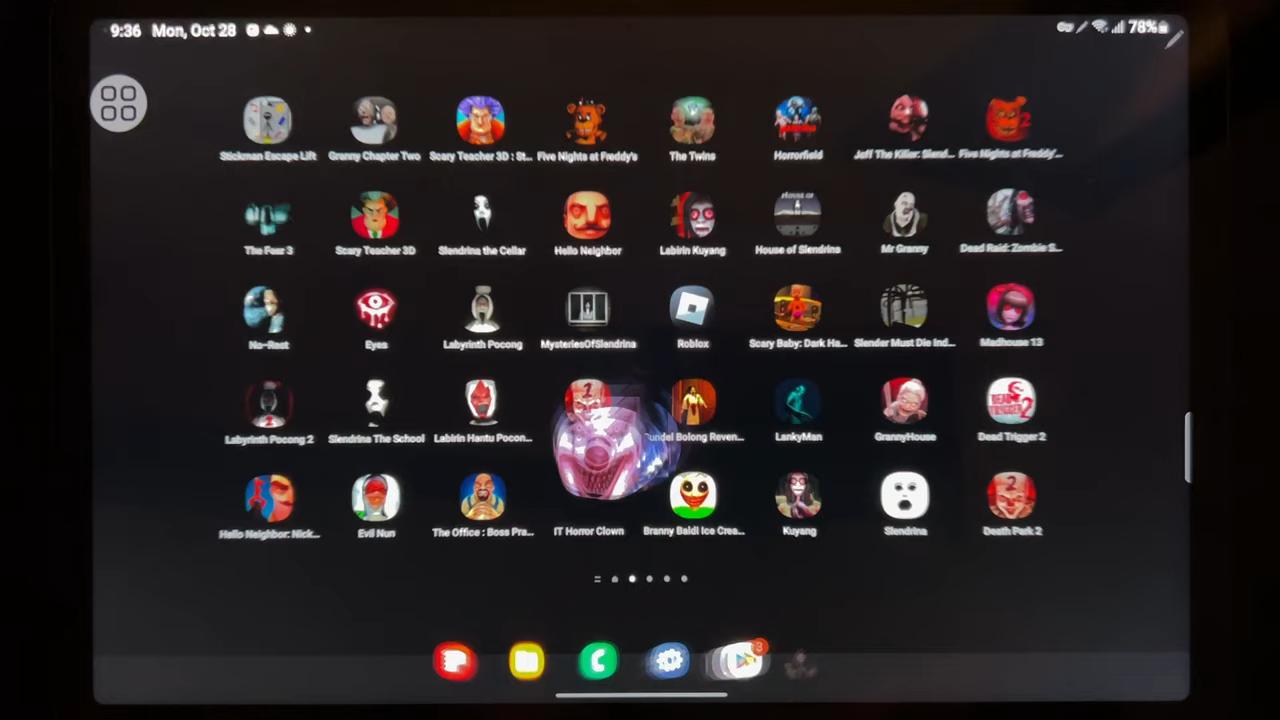 9:36 Mon, Oct 28 78%
Stickman Escape Lift Granny Chapter Two Scary Teacher 3D : St... Five Nights at Freddy's The Twins Horrorfield Jeff The Killer: Slend... Five Nights at Freddy'...
The Fear 3 Scary Teacher 3D Slendrina the Cellar Hello Neighbor Labirin Kuyang House of Slendrina Mr Granny Dead Raid: Zombie S...
No-Rest Eyes Labyrinth Pocong MysteriesOfSlendrina Roblox Scary Baby: Dark Ha... Slender Must Die Ind... Madhouse 13
Labyrinth Pocong 2 Slendrina The School Labirin Hantu Pocon... Bolong Reven... LankyMan GrannyHouse Dead Trigger 2
Hello Neighbor: Nick... Evil Nun The Office : Boss Pra... IT Horror Clown Branny Baldi Ice Crea... Kuyang Slendrina Death Park 2
3